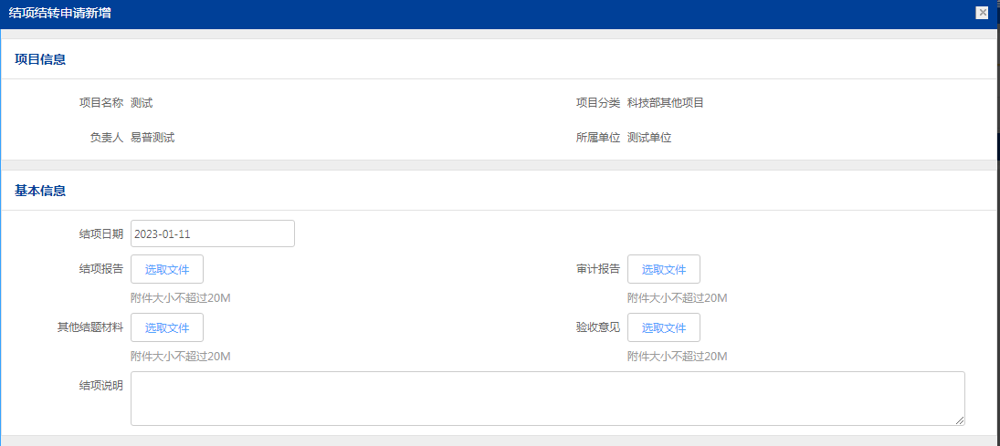 结项结转申请新增
项目信息
项目名称 测试 项目分类 科技部其他项目
负责人 易普测试 所属单位 测试单位
基本信息
结项日期 2023-01-11
结项报告 选取文件 审计报告 选取文件
附件大小不超过20M 附件大小不超过20M
其他结题材料 选取文件 验收意见 选取文件
附件大小不超过20M 附件大小不超过20M
结项说明